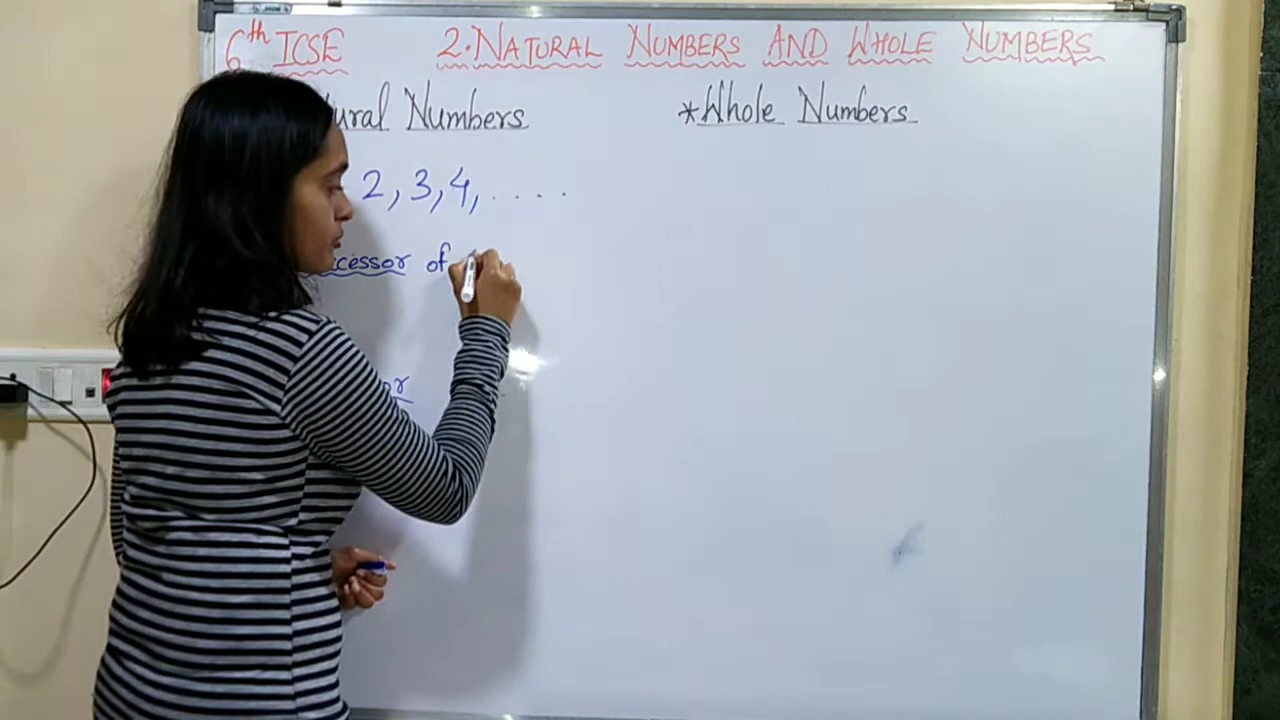 6th ICSE 2. NATURAL NUMBERS AND WHOLE NUMBERS
Numbers *Whole Numbers
2, 3, 4, ....
of